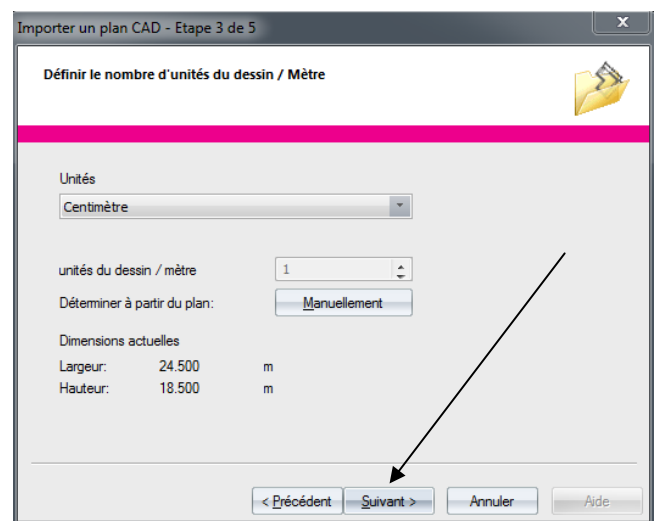 Importer un plan CAD - Etape 3 de 5
x
Définir le nombre d'unités du dessin / Mètre
Unités
Centimètre
unités du dessin / mètre 1
Déterminer à partir du plan: Manuellement
Dimensions actuelles
Largeur: 24.500 m
Hauteur: 18.500 m
< Précédent Suivant > Annuler Aide